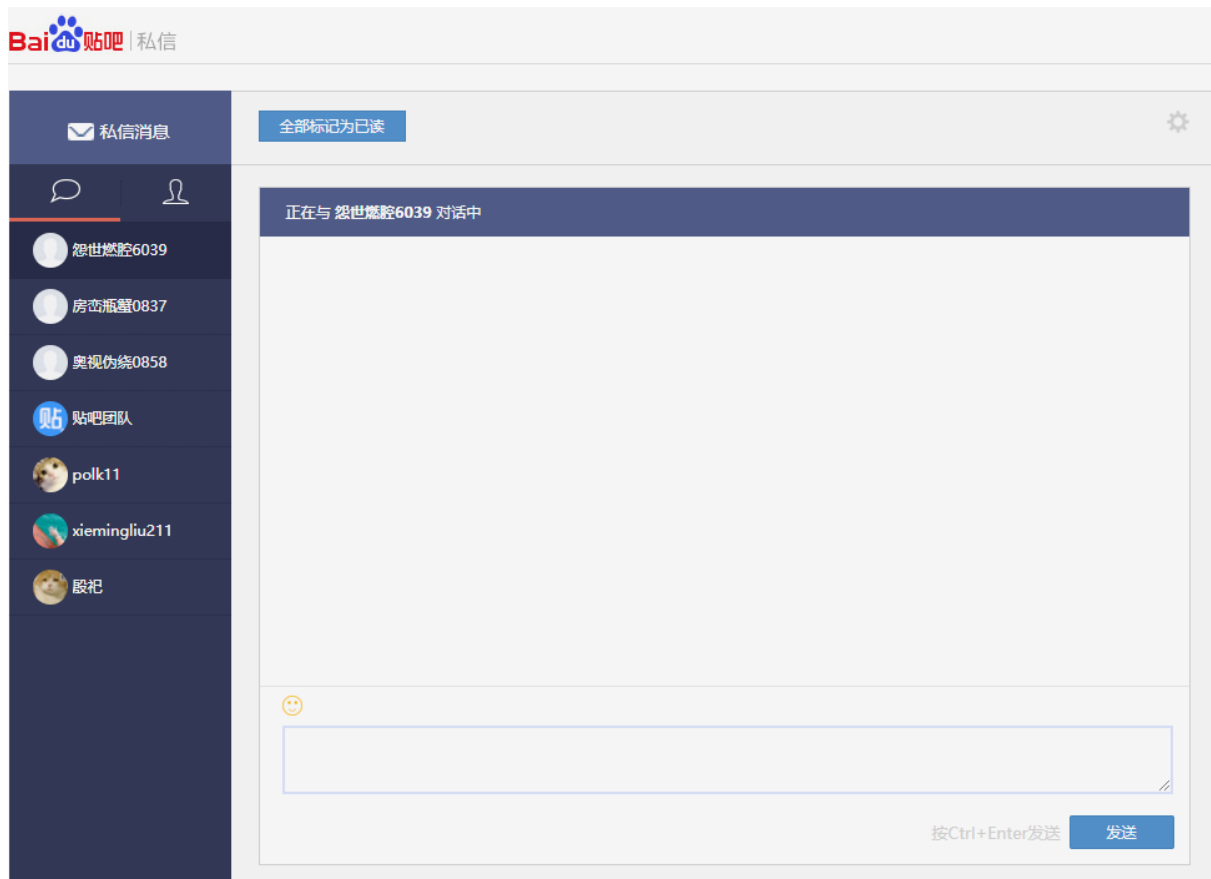 Baidu贴吧 私信
私信消息
全部标记为已读
正在与 怨世燃腔6039 对话中
怨世燃腔6039
房峦瓶蟹0837
奥视伪绕0858
贴 贴吧团队
polk11
xiemingliu211
殴祀
按Ctrl+Enter发送 发送